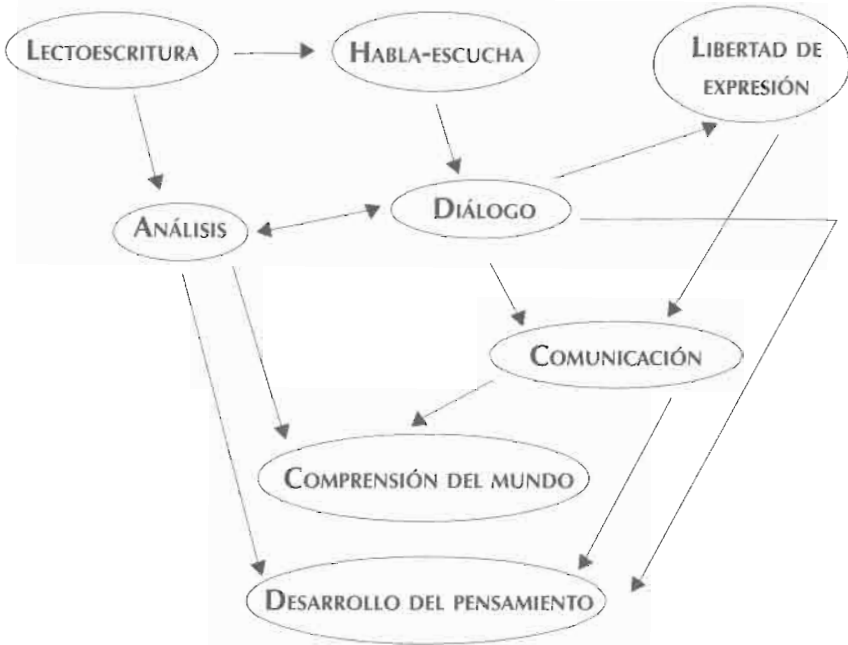 LECTOESCRITURA
HABLA-ESCUCHA
LIBERTAD DE
EXPRESIÓN
ANÁLISIS
DIÁLOGO
COMUNICACIÓN
COMPRENSIÓN DEL MUNDO
DESARROLLO DEL PENSAMIENTO